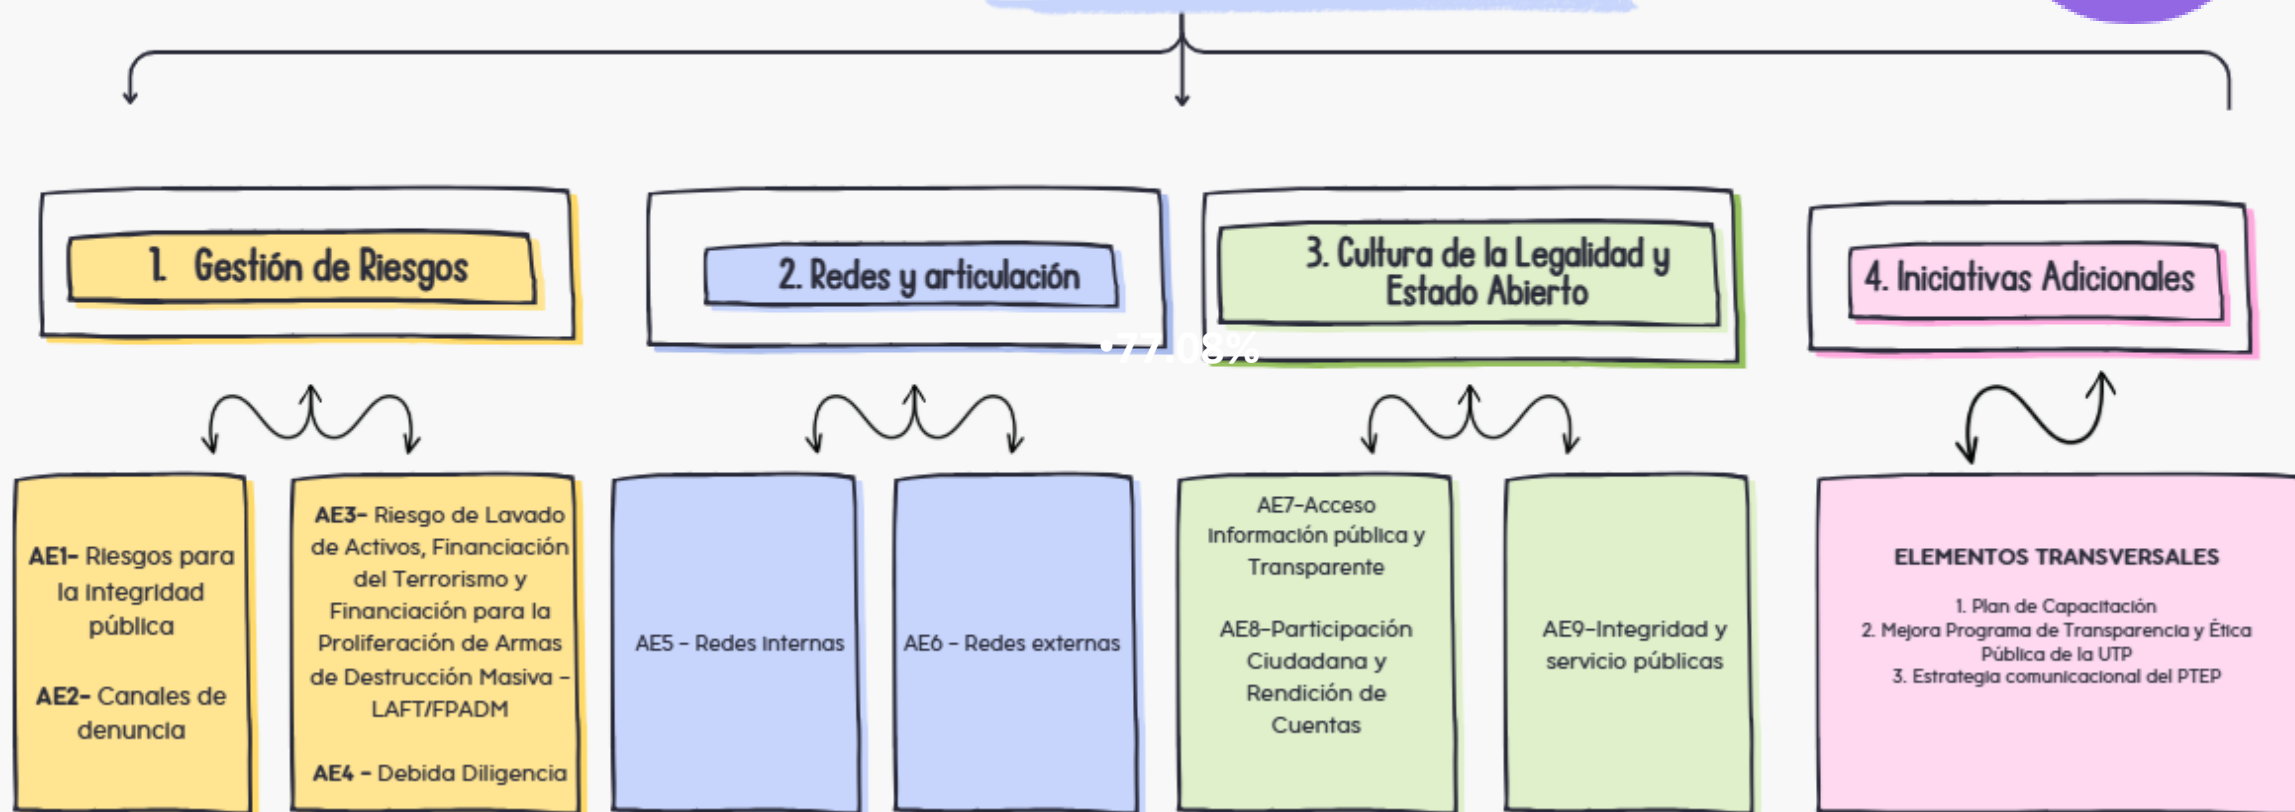 1. Gestión de Riesgos
2. Redes y articulación
3. Cultura de la Legalidad y
Estado Abierto
4. Iniciativas Adicionales
•77.08%
AE1- Riesgos para
la integridad
pública
AE2- Canales de
denuncia
AE3- Riesgo de Lavado
de Activos, Financiación
del Terrorismo y
Financiación para la
Proliferación de Armas
de Destrucción Masiva -
LAFT/FPADM
AE4 - Debida Diligencia
AE5 - Redes internas
AE6 - Redes externas
AE7-Acceso
información pública y
Transparente
AE8-Participación
Ciudadana y
Rendición de
Cuentas
AE9-Integridad y
servicio públicas
ELEMENTOS TRANSVERSALES
1. Plan de Capacitación
2. Mejora Programa de Transparencia y Ética
Pública de la UTP
3. Estrategia comunicacional del PTEP